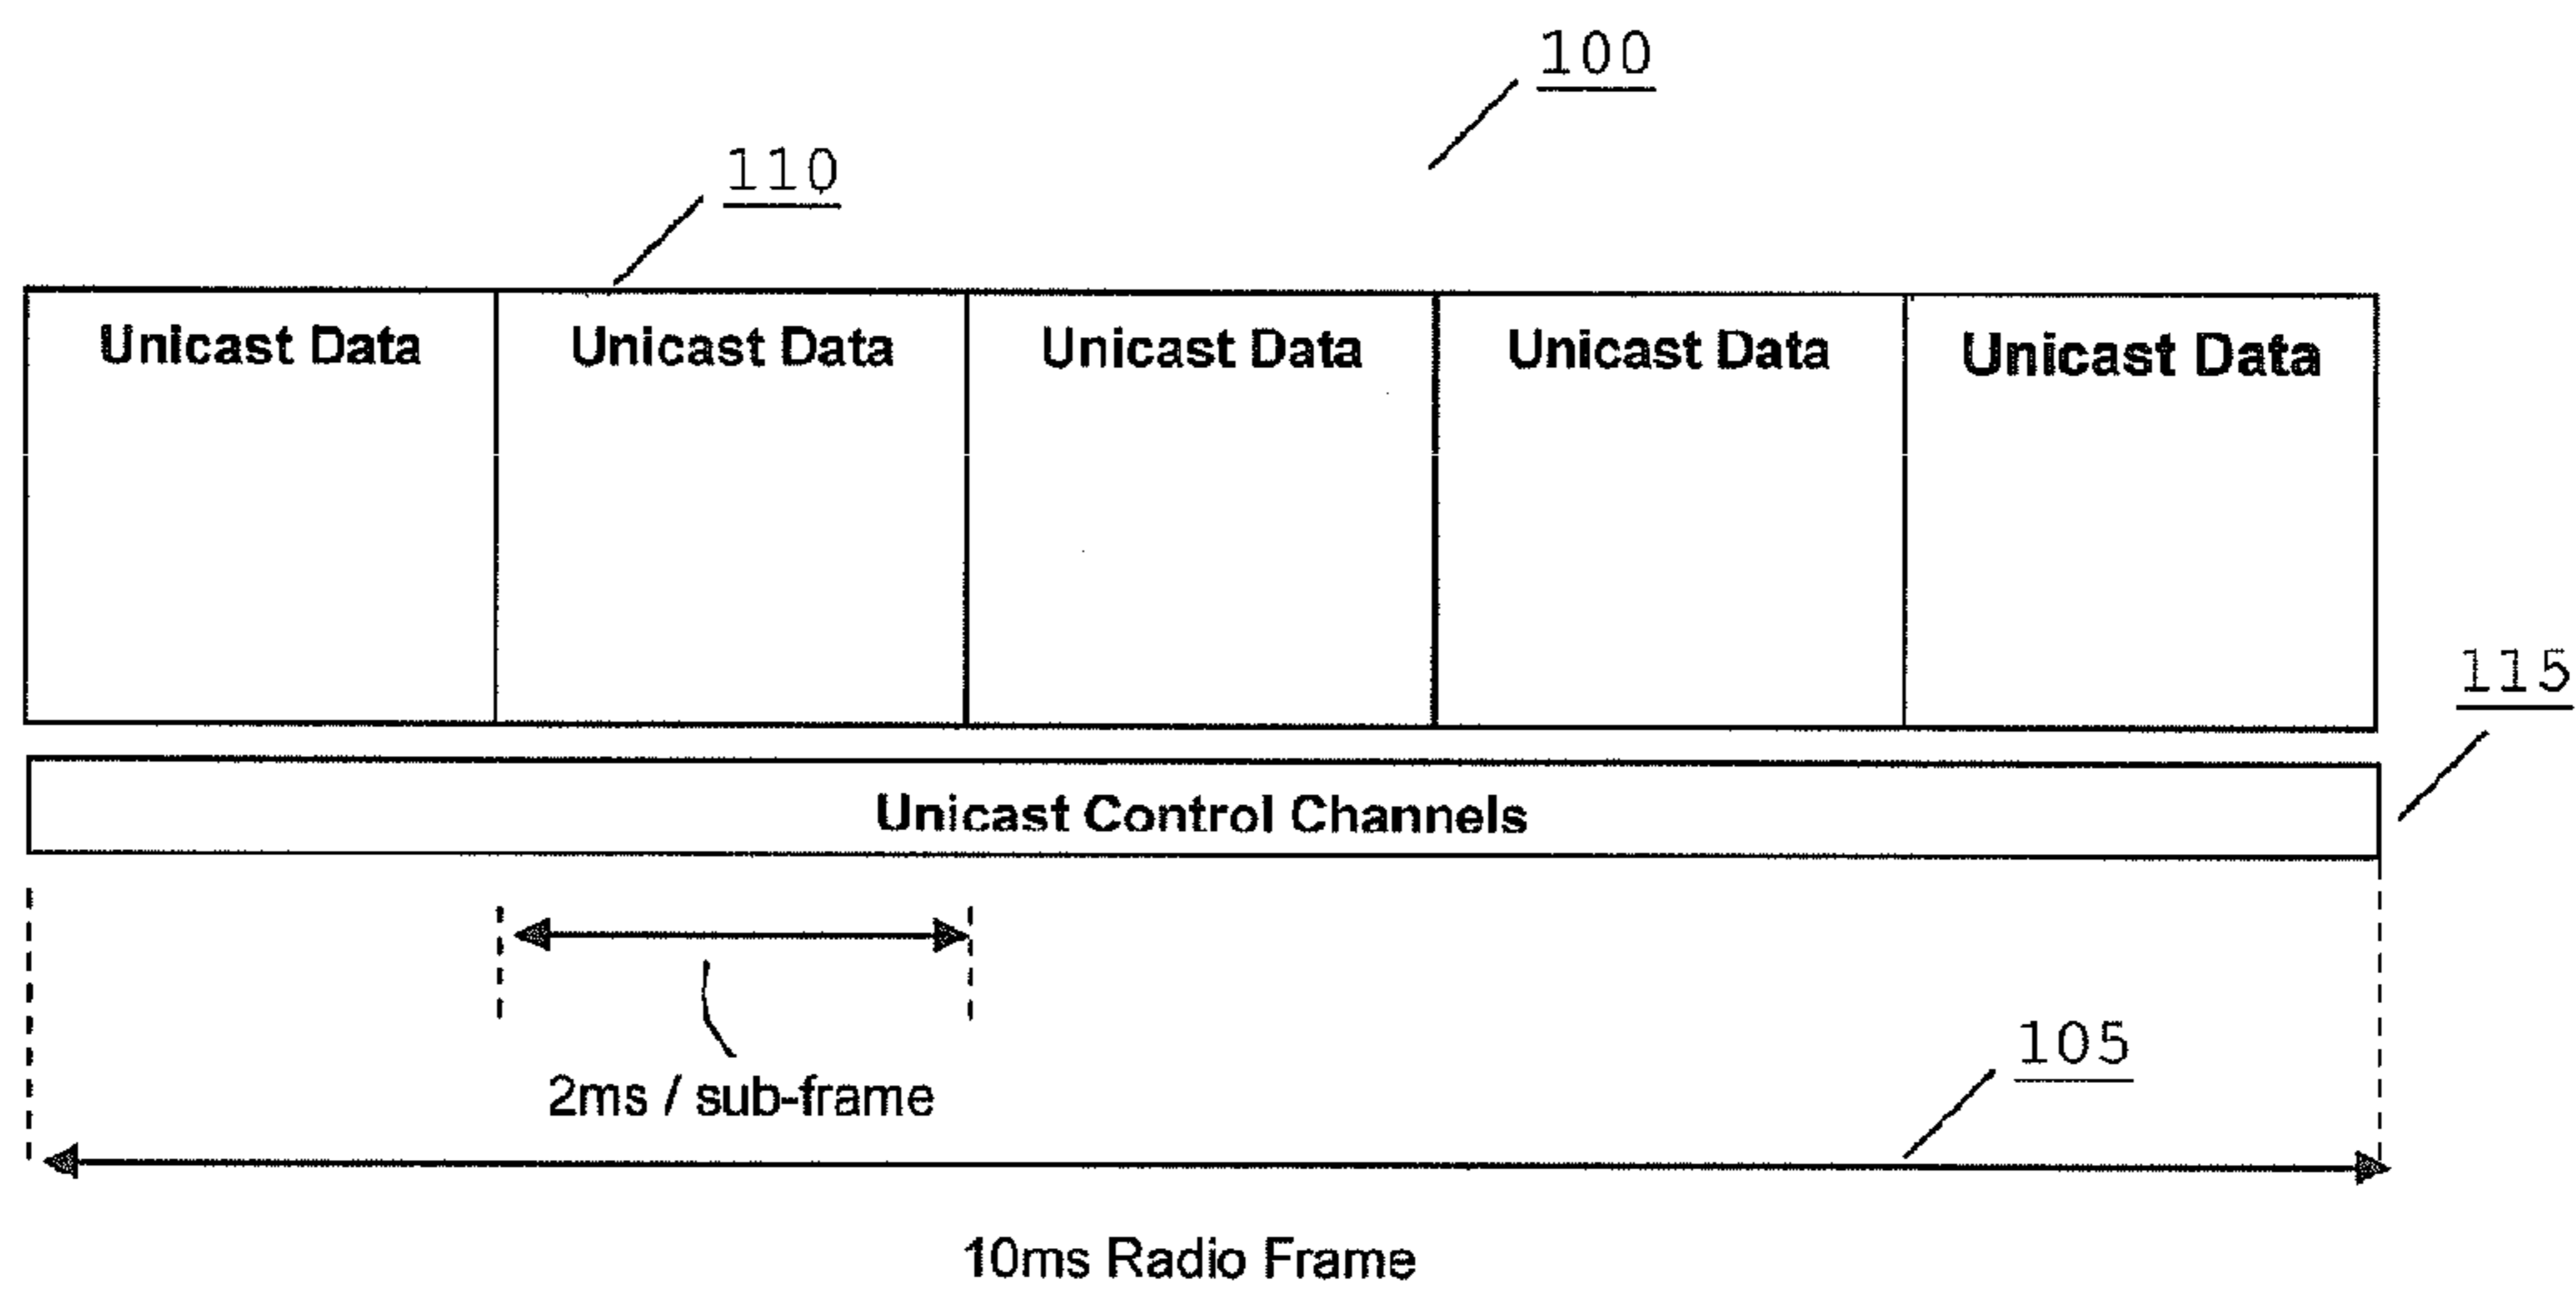 100
110
Unicast Data Unicast Data Unicast Data Unicast Data Unicast Data
115
Unicast Control Channels
2ms / sub-frame
105
10ms Radio Frame